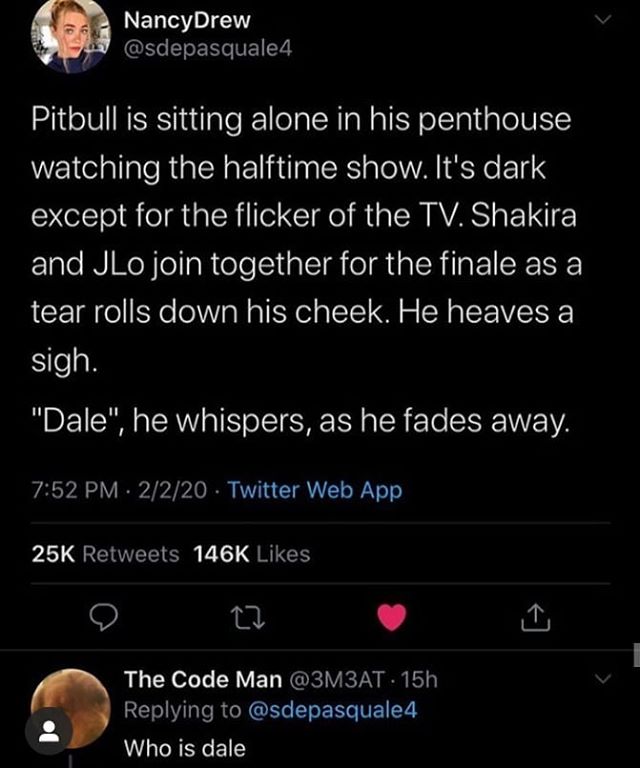 NancyDrew
@sdepasquale4
Pitbull is sitting alone in his penthouse
watching the halftime show. It's dark
except for the flicker of the TV. Shakira
and JLo join together for the finale as a
tear rolls down his cheek. He heaves a
sigh.
"Dale", he whispers, as he fades away.
7:52 PM · 2/2/20 · Twitter Web App
25K Retweets 146K Likes
The Code Man @3M3AT · 15h
Replying to @sdepasquale4
Who is dale